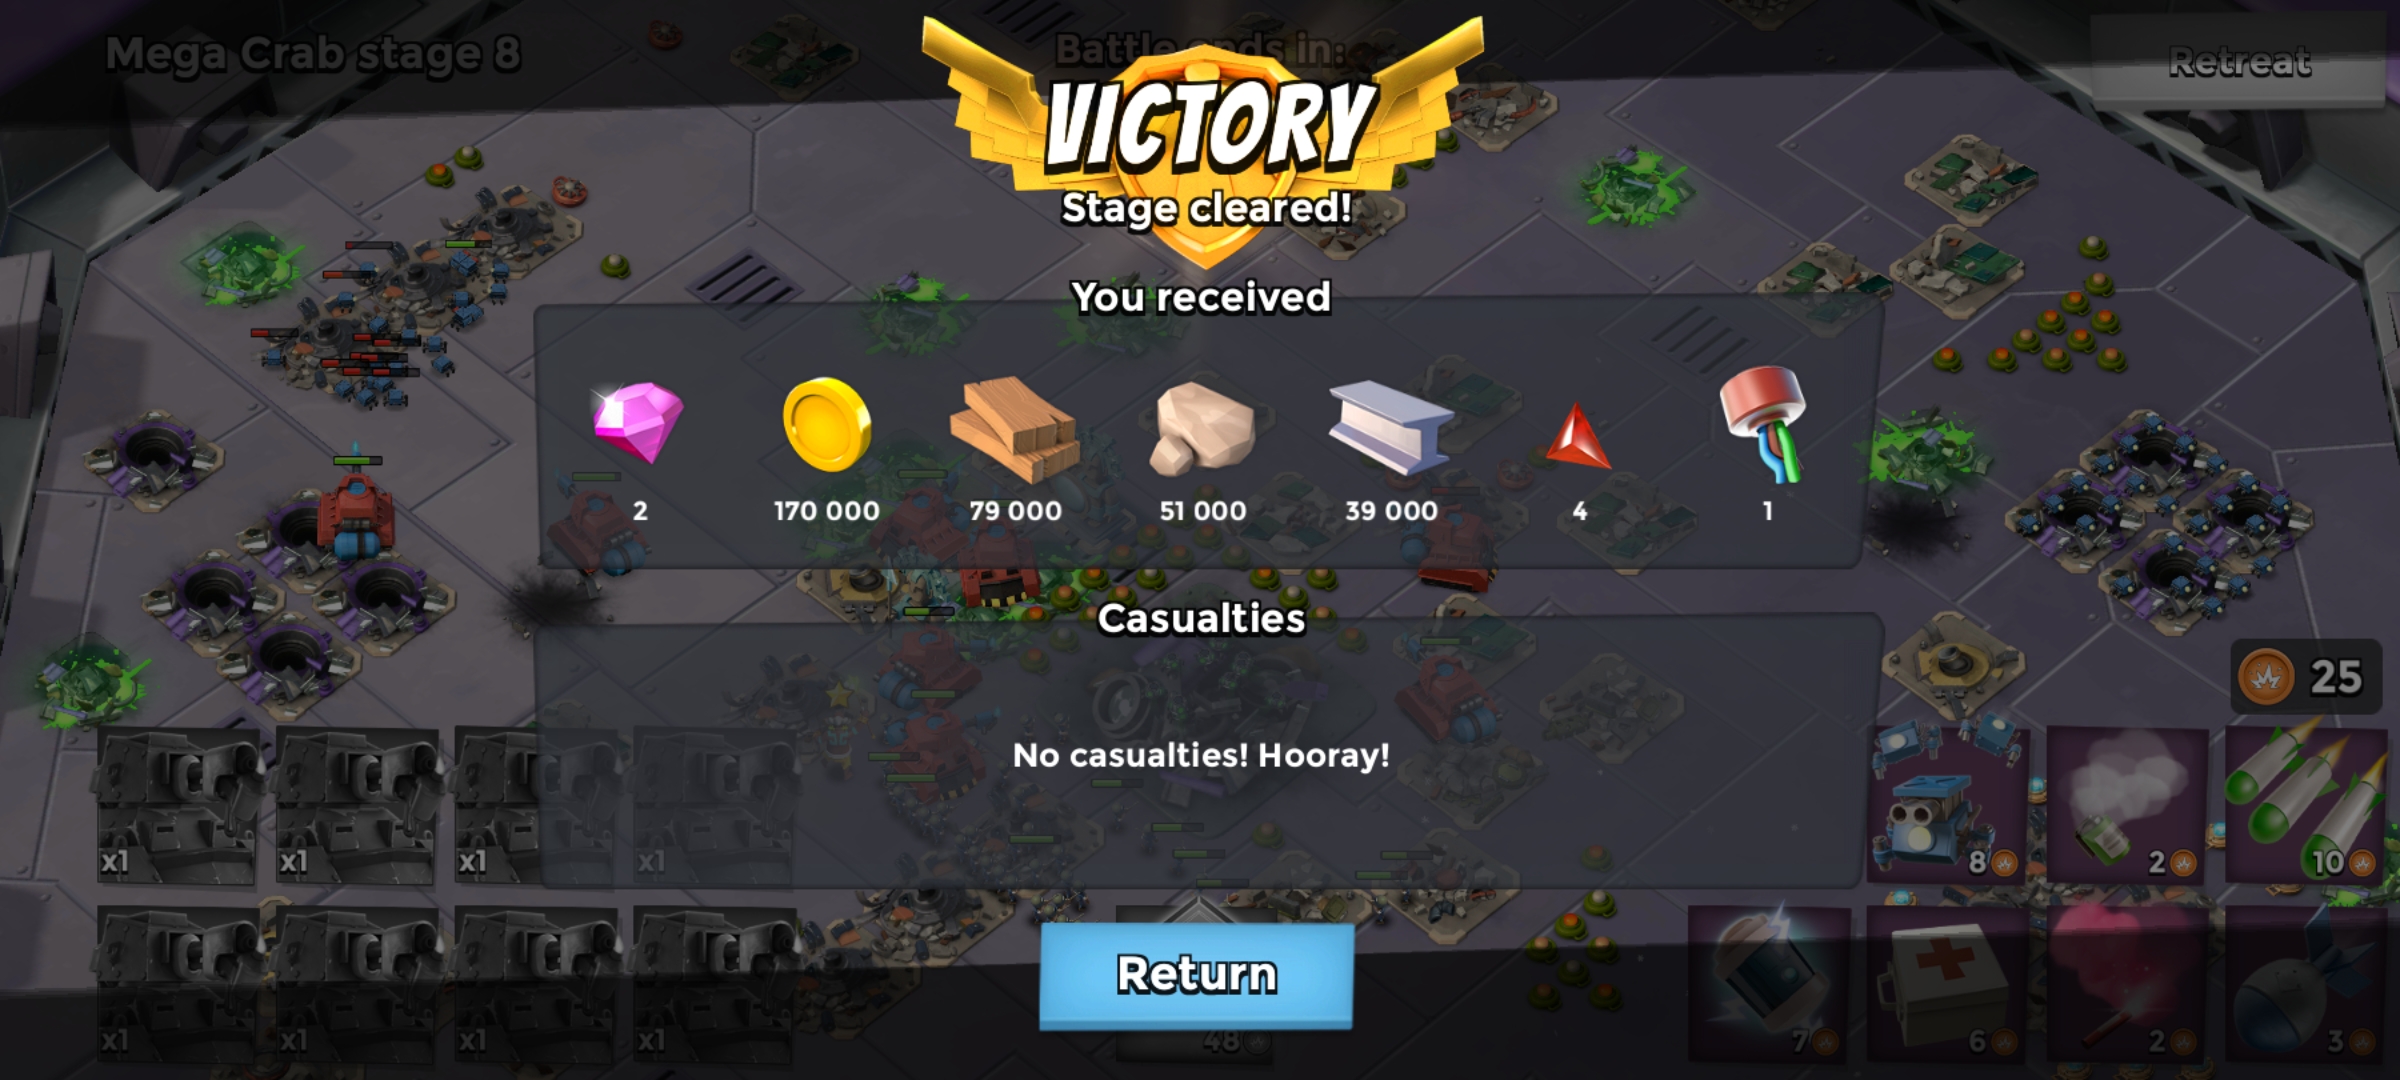 Mega Crab stage 8
Battle ends in:
Retreat
VICTORY
Stage cleared!
You received
2
170 000
79 000
51 000
39 000
4
1
Casualties
No casualties! Hooray!
25
x1
x1
x1
x1
8
2
10
x1
x1
x1
x1
Return
48
7
6
2
3